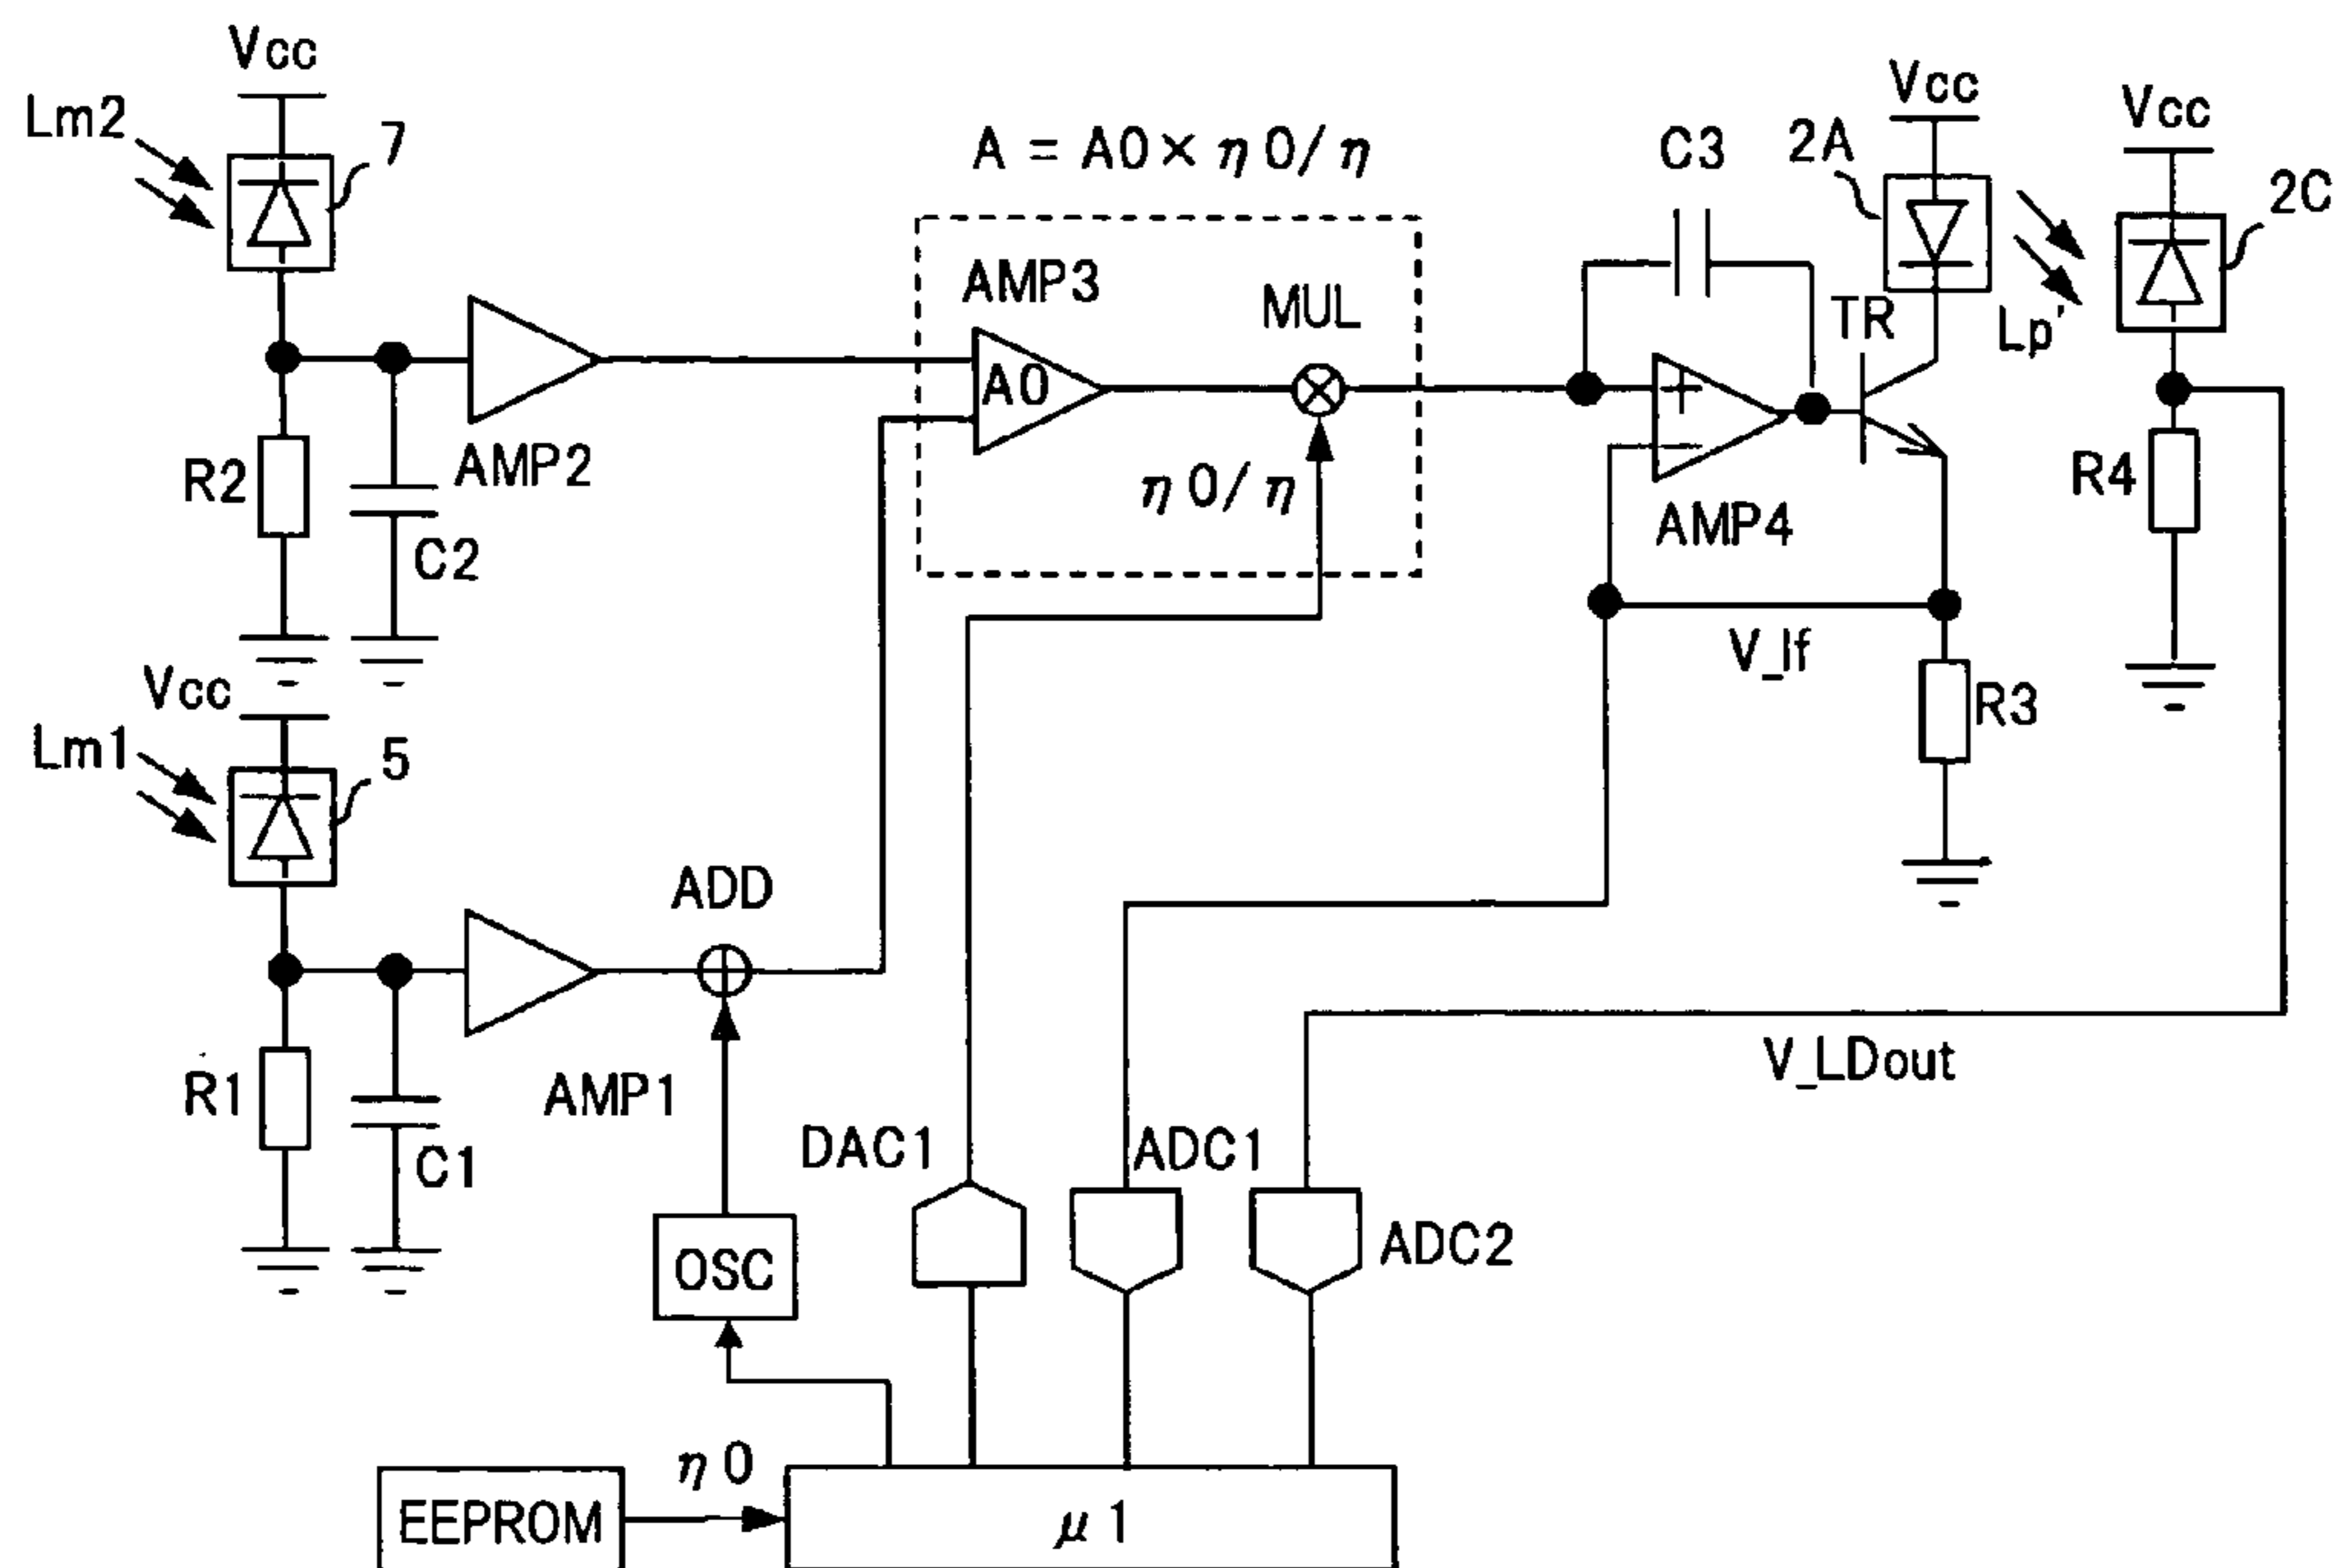 Vcc
Lm2
7
A = A0 × η0/η
C3
2A
Vcc
Vcc
2C
AMP3
MUL
TR
Lp'
A0
R2
AMP2
η0/η
R4
AMP4
C2
V_If
Vcc
R3
Lm1
5
ADD
V_LDout
R1
AMP1
C1
DAC1
ADC1
ADC2
OSC
η0
EEPROM
μ1